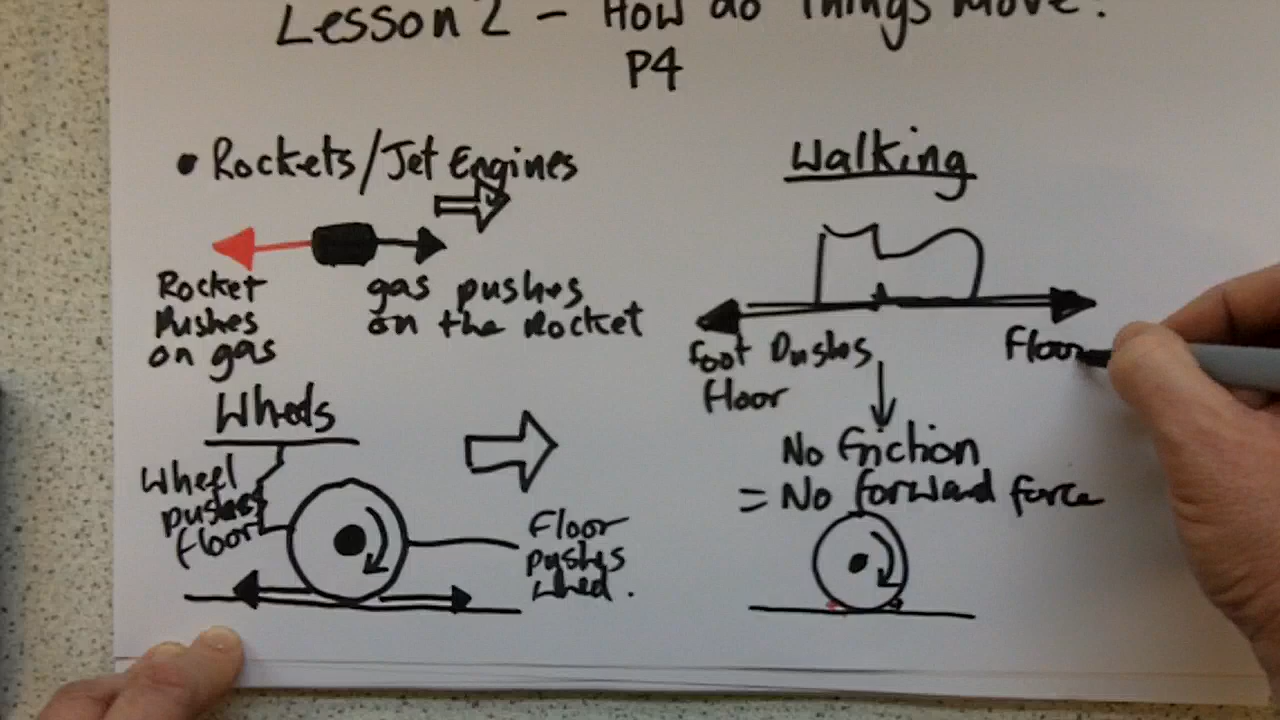 Lesson 2 - How do things move?
P4
• Rockets/Jet Engines
Rocket
Pushes
on gas
gas pushes
on the Rocket
Wheels
Wheel
pushes
floor
Floor
pushes
wheel.
Walking
foot Pushes
floor
Floor
No friction
= No forward force